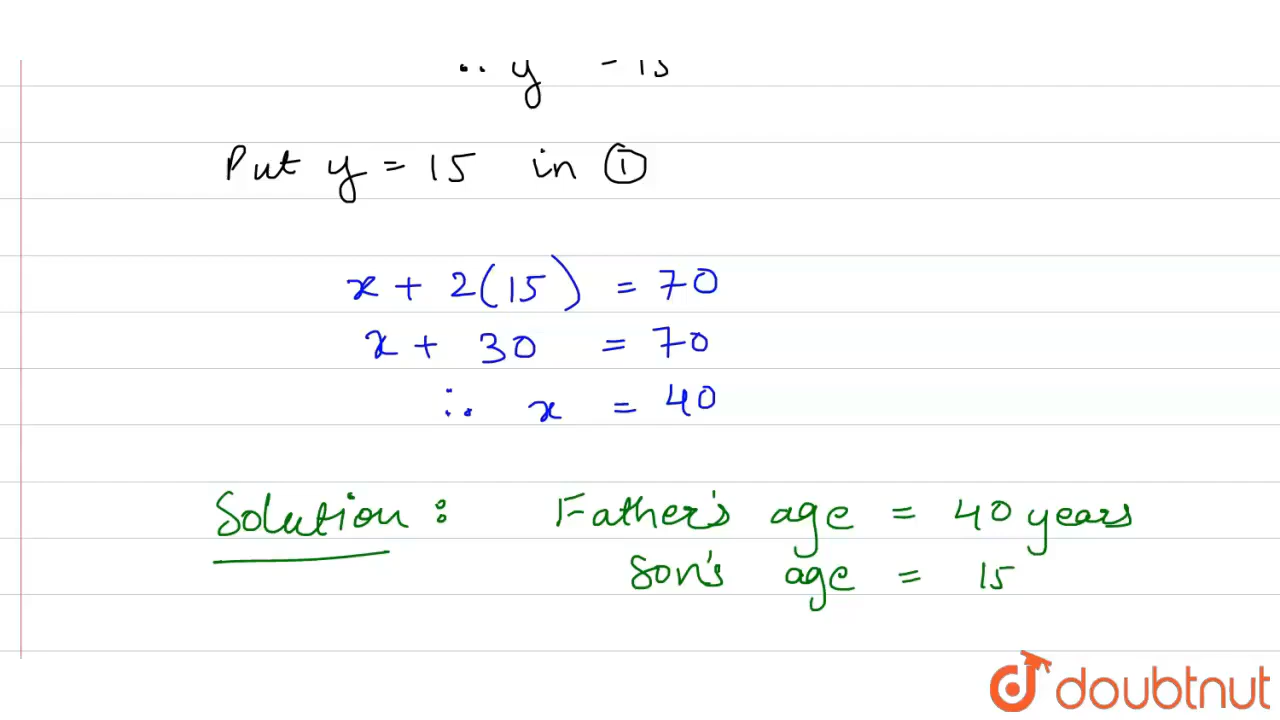 ∴ y = 15
Put y = 15 in ①
x + 2(15) = 70
x + 30 = 70
∴ x = 40
Solution : Father's age = 40 years
Son's age = 15
doubtnut